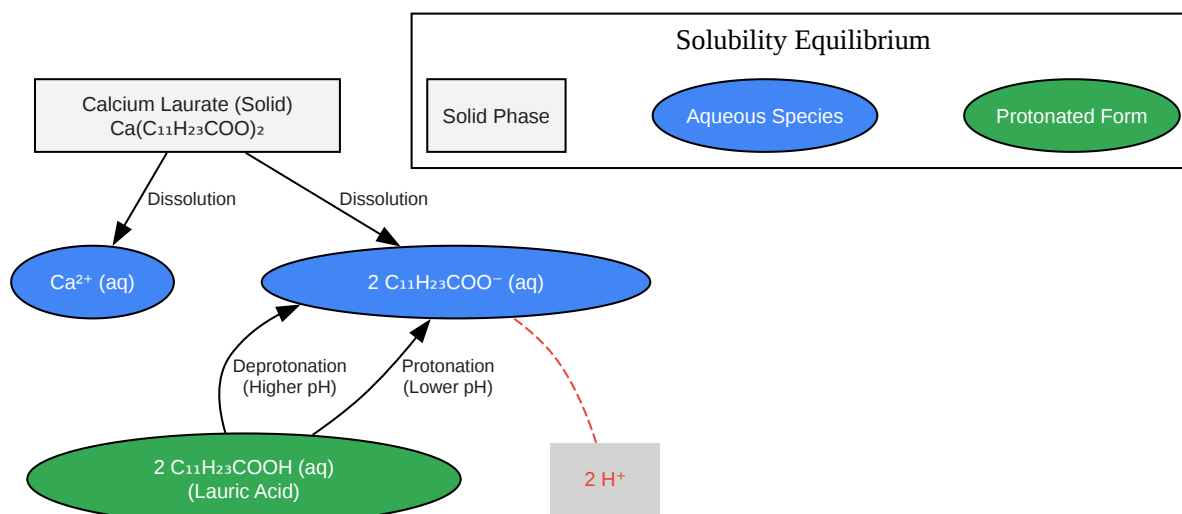 Solubility Equilibrium
Calcium Laurate (Solid)
Ca(C₁₁H₂₃COO)₂
Solid Phase
Aqueous Species
Protonated Form
Dissolution
Dissolution
Ca²⁺ (aq)
2 C₁₁H₂₃COO⁻ (aq)
Deprotonation
(Higher pH)
Protonation
(Lower pH)
2 C₁₁H₂₃COOH (aq)
(Lauric Acid)
2 H⁺